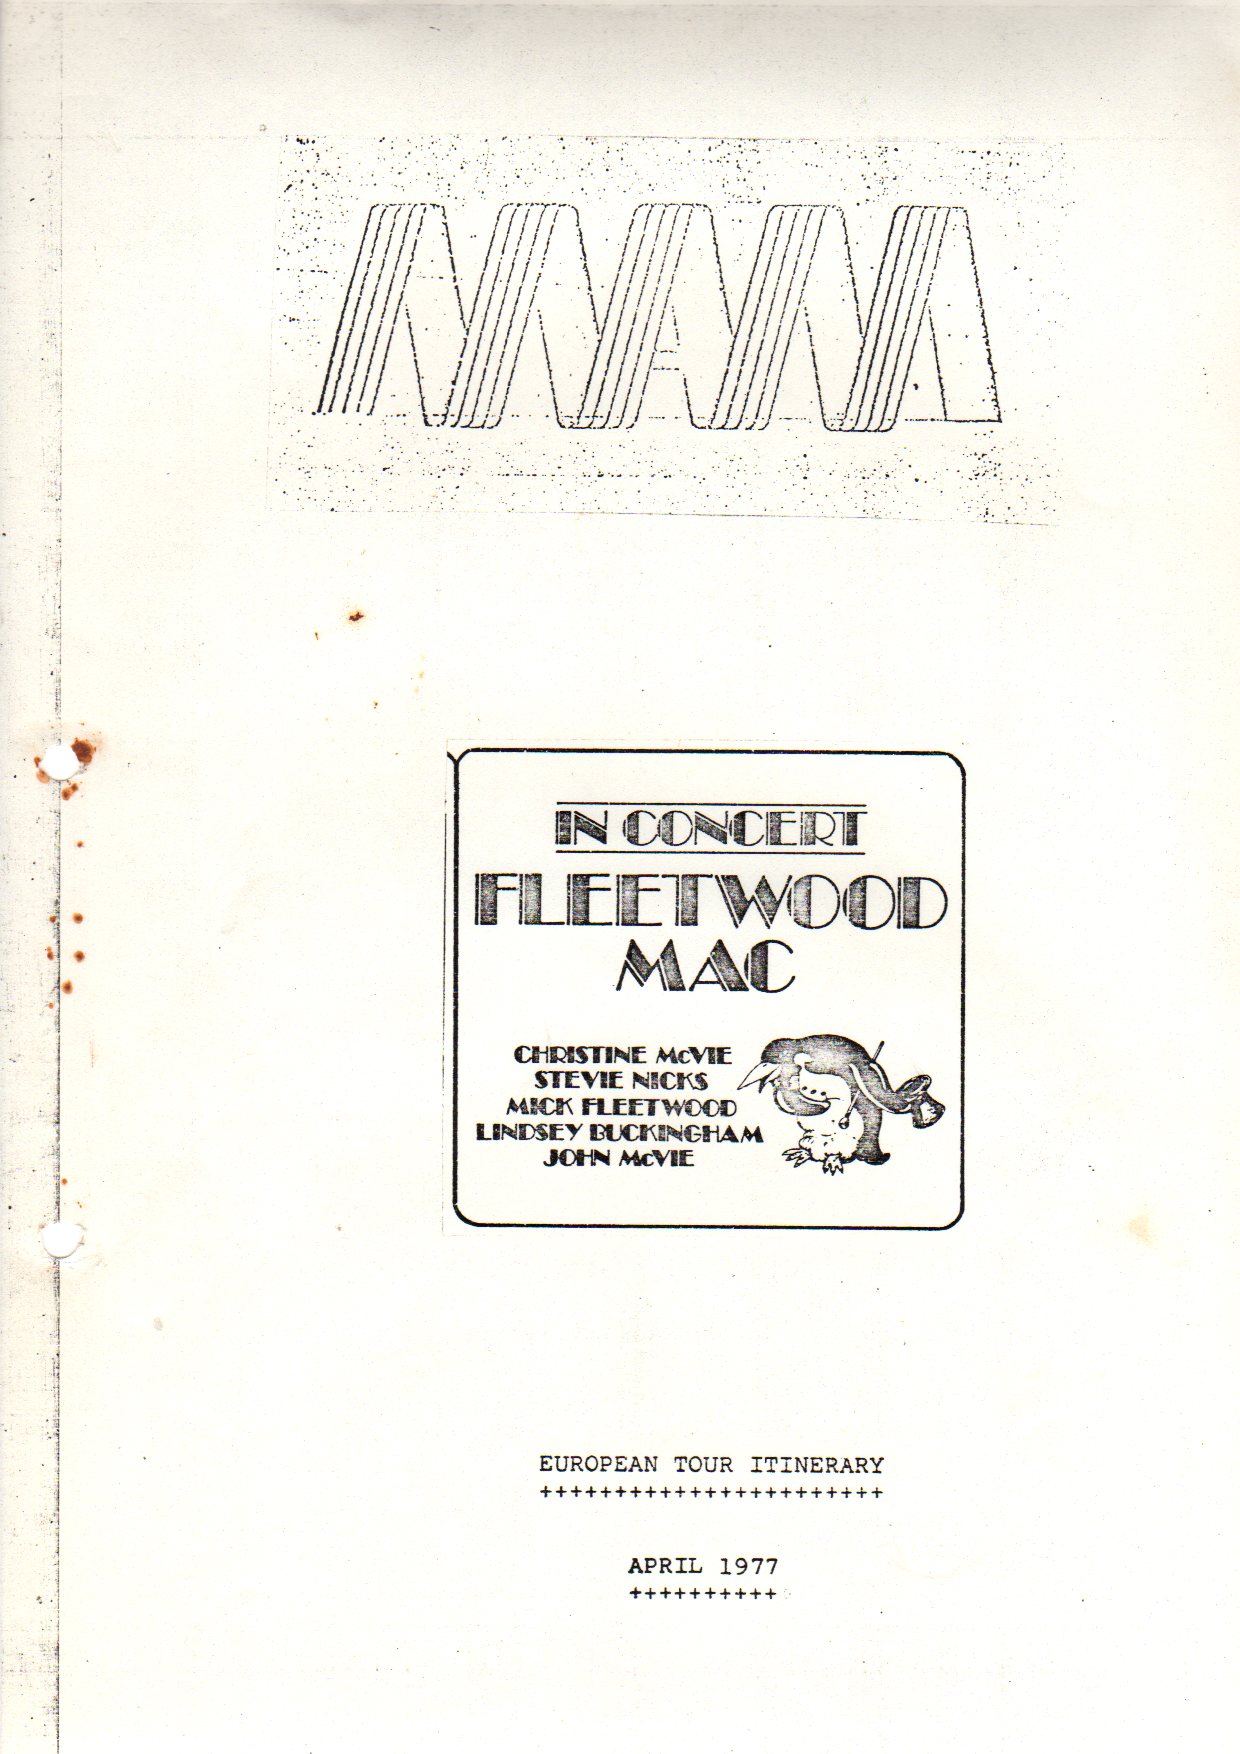 MAM
IN CONCERT
FLEETWOOD
MAC
CHRISTINE McVIE
STEVIE NICKS
MICK FLEETWOOD
LINDSEY BUCKINGHAM
JOHN McVIE
EUROPEAN TOUR ITINERARY
+++++++++++++++++++++++
APRIL 1977
++++++++++